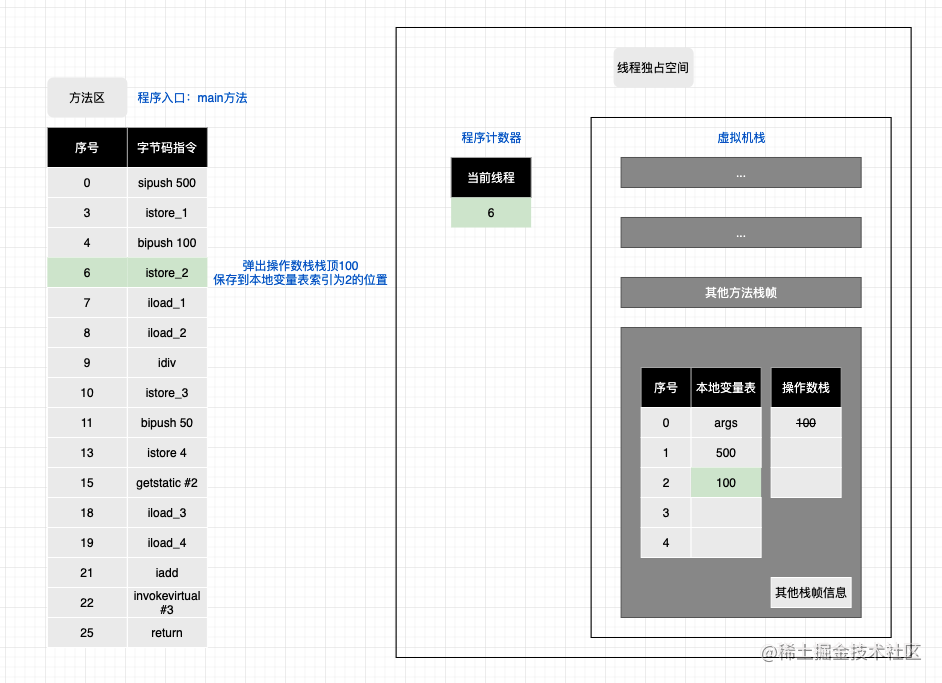 线程独占空间
方法区
程序入口：main方法
序号 字节码指令
0 sipush 500
3 istore_1
4 bipush 100
6 istore_2
弹出操作数栈栈顶100
保存到本地变量表索引为2的位置
7 iload_1
8 iload_2
9 idiv
10 istore_3
11 bipush 50
13 istore 4
15 getstatic #2
18 iload_3
19 iload_4
21 iadd
22 invokevirtual
#3
25 return
程序计数器
当前线程
6
虚拟机栈
...
...
其他方法栈帧
序号 本地变量表 操作数栈
0 args 100
1 500
2 100
3
4
其他栈帧信息
@稀土掘金技术社区